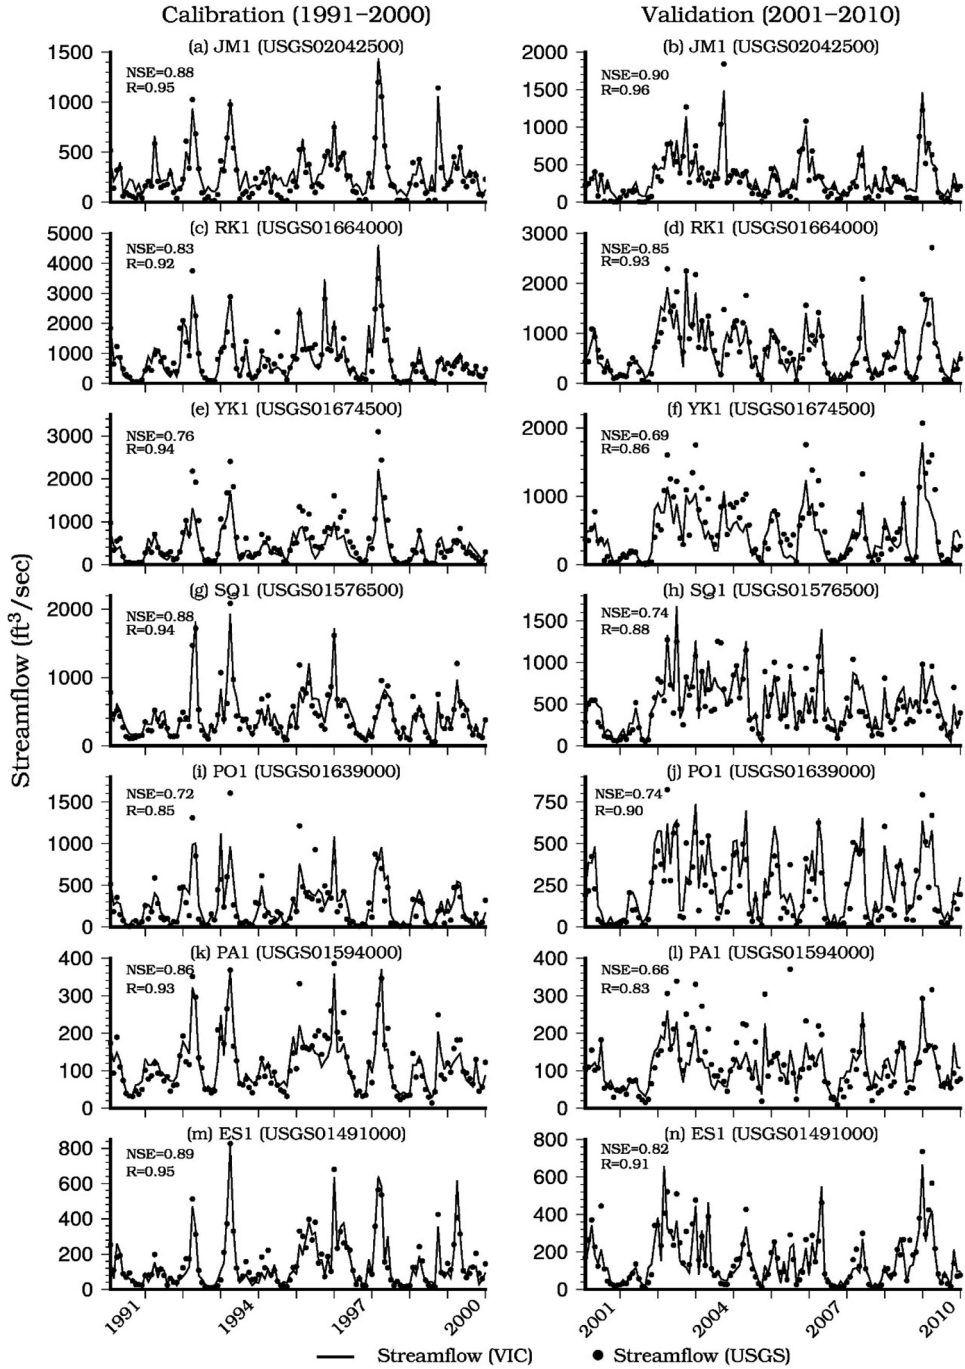 Calibration (1991−2000)
Validation (2001−2010)
Streamflow (ft³/sec)
(a) JM1 (USGS02042500)
NSE=0.88
R=0.95
1500
1000
500
0
(b) JM1 (USGS02042500)
NSE=0.90
R=0.96
2000
1500
1000
500
0
(c) RK1 (USGS01664000)
NSE=0.83
R=0.92
5000
4000
3000
2000
1000
0
(d) RK1 (USGS01664000)
NSE=0.85
R=0.93
3000
2000
1000
0
(e) YK1 (USGS01674500)
NSE=0.76
R=0.94
3000
2000
1000
0
(f) YK1 (USGS01674500)
NSE=0.69
R=0.86
2000
1000
0
(g) SQ1 (USGS01576500)
NSE=0.88
R=0.94
2000
1000
0
(h) SQ1 (USGS01576500)
NSE=0.74
R=0.88
1500
1000
500
0
(i) PO1 (USGS01639000)
NSE=0.72
R=0.85
1500
1000
500
0
(j) PO1 (USGS01639000)
NSE=0.74
R=0.90
750
500
250
0
(k) PA1 (USGS01594000)
NSE=0.86
R=0.93
400
300
200
100
0
(l) PA1 (USGS01594000)
NSE=0.66
R=0.83
400
300
200
100
0
(m) ES1 (USGS01491000)
NSE=0.89
R=0.95
800
600
400
200
0
(n) ES1 (USGS01491000)
NSE=0.82
R=0.91
800
600
400
200
0
1991
1994
1997
2000
2001
2004
2007
2010
Streamflow (VIC)
Streamflow (USGS)